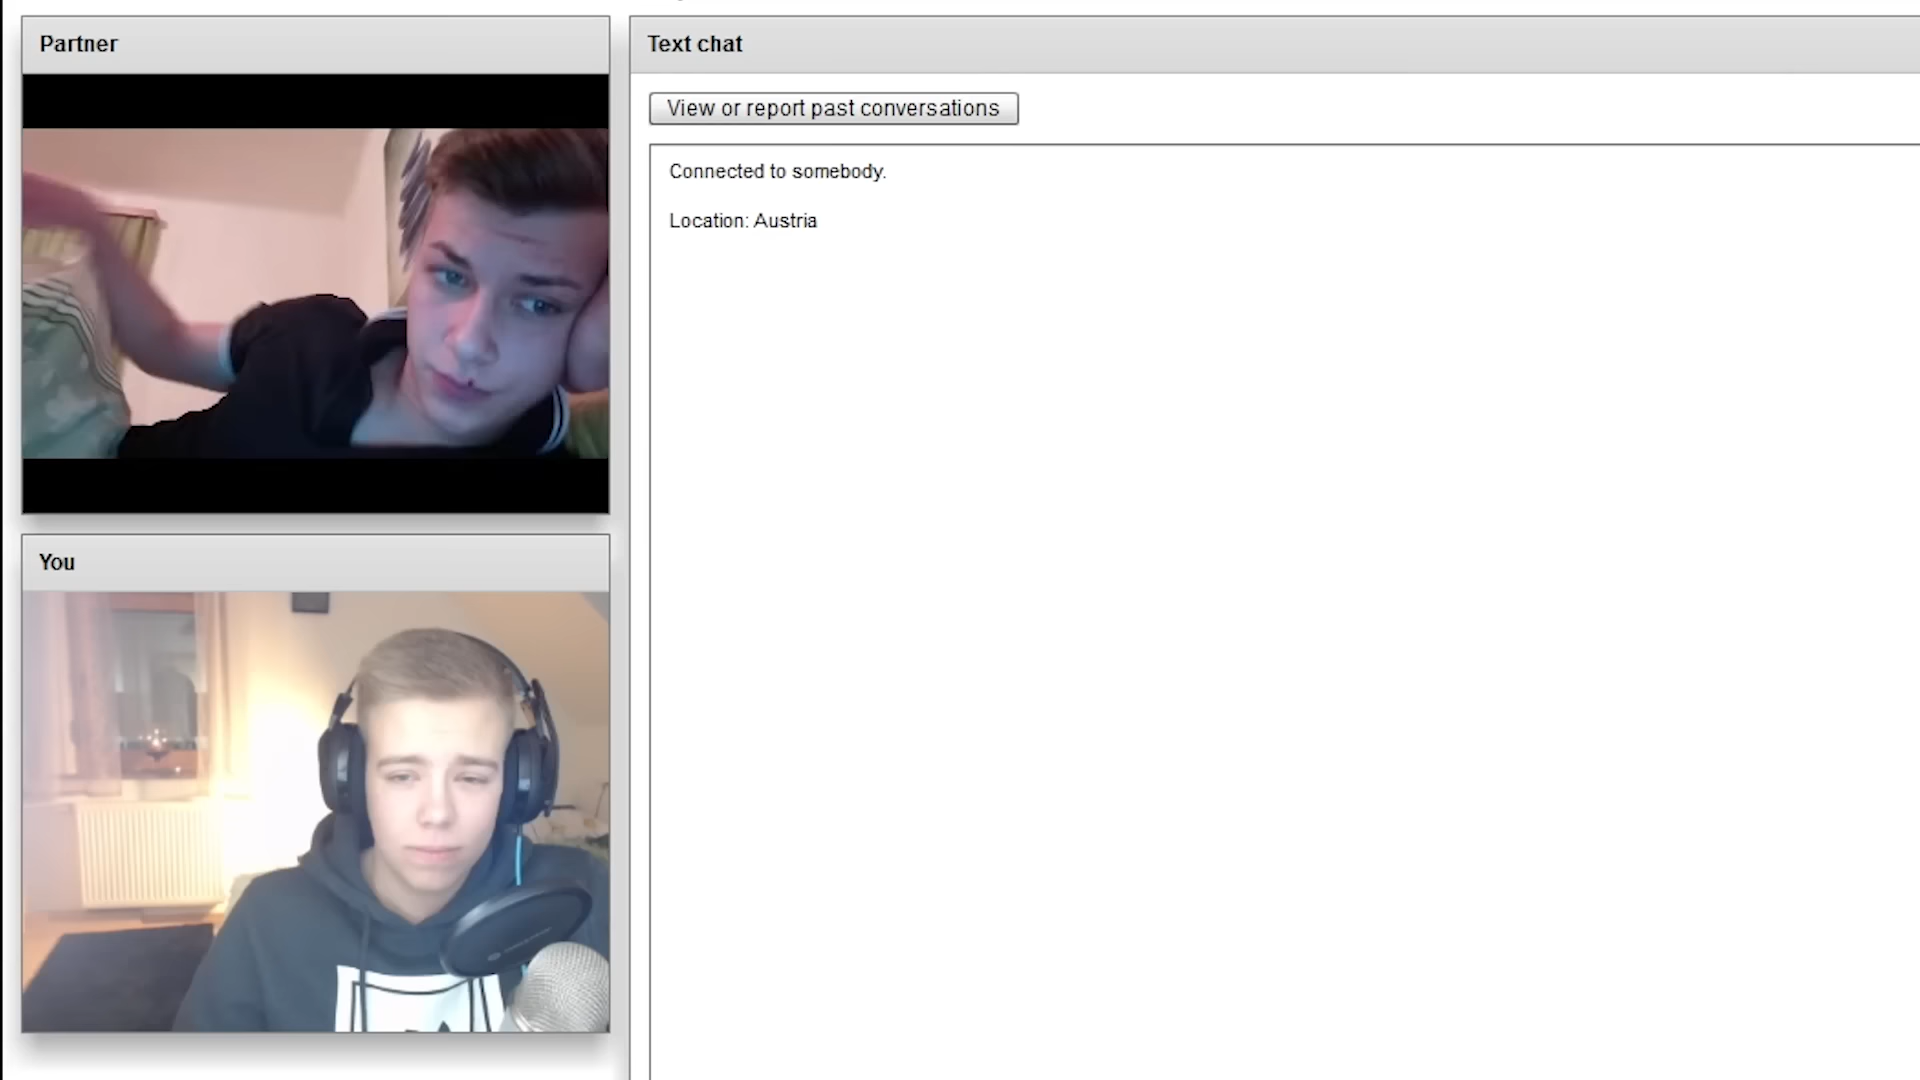 Partner
Text chat
View or report past conversations
Connected to somebody.
Location: Austria
You